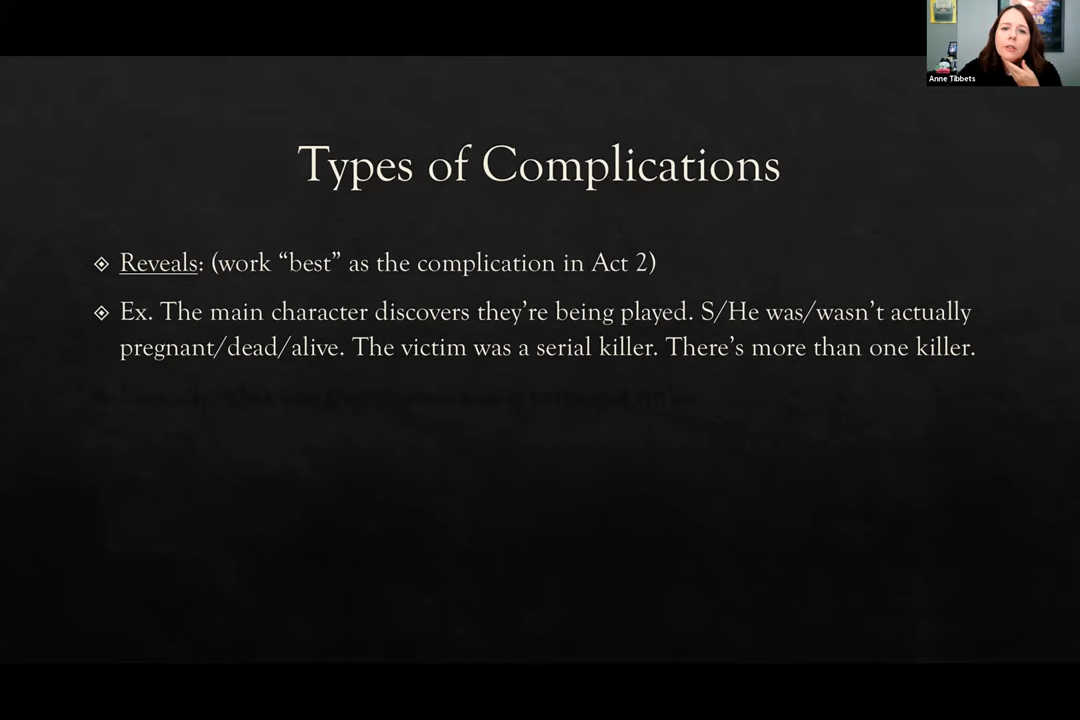 Anne Tibbets
Types of Complications
Reveals: (work “best” as the complication in Act 2)
Ex. The main character discovers they’re being played. S/He was/wasn’t actually
pregnant/dead/alive. The victim was a serial killer. There’s more than one killer.